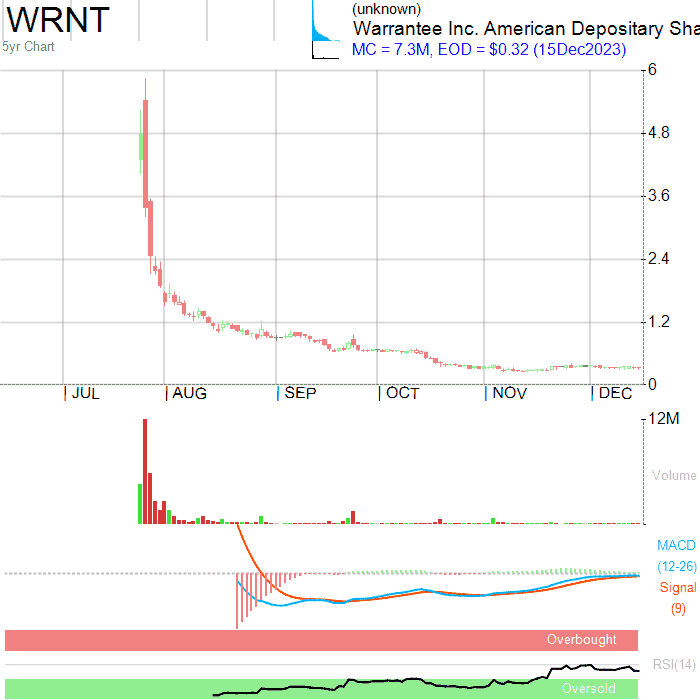 WRNT
5yr Chart
(unknown)
Warrantee Inc. American Depositary Sha
MC = 7.3M, EOD = $0.32 (15Dec2023)
6
4.8
3.6
2.4
1.2
0
JUL AUG SEP OCT NOV DEC
12M
Volume
MACD
(12-26)
Signal
(9)
Overbought
RSI(14)
Oversold